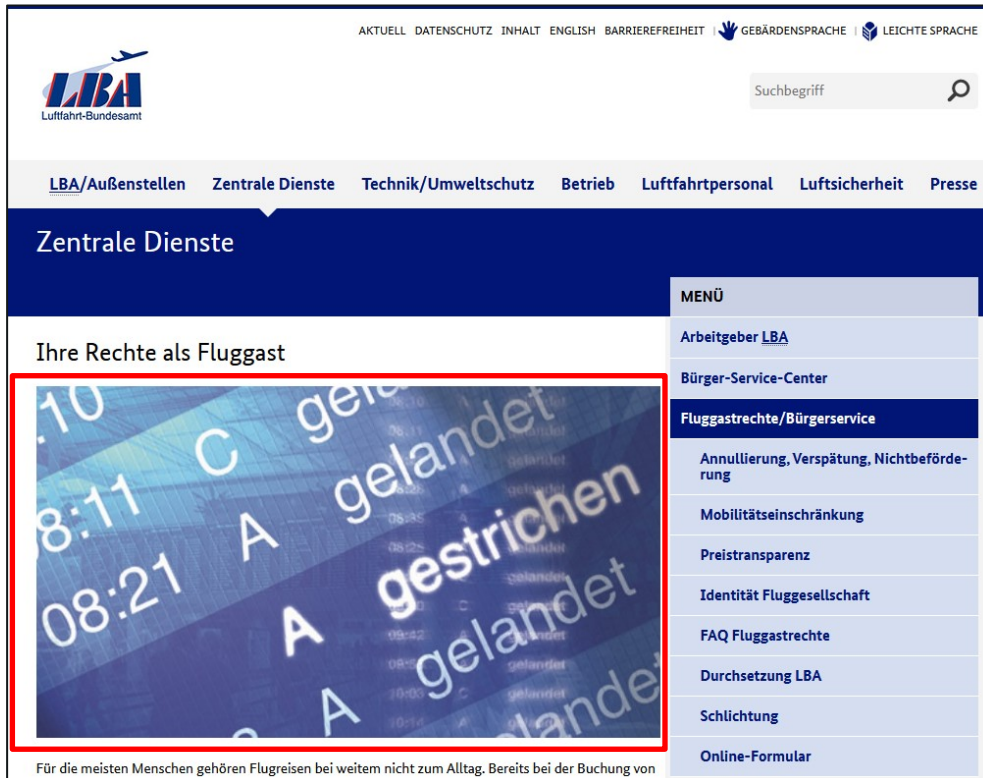 AKTUELL DATENSCHUTZ INHALT ENGLISH BARRIEREFREIHEIT GEBÄRDENSPRACHE LEICHTE SPRACHE
LBA
Luftfahrt-Bundesamt
Suchbegriff
LBA/Außenstellen Zentrale Dienste Technik/Umweltschutz Betrieb Luftfahrtpersonal Luftsicherheit Presse
Zentrale Dienste
Ihre Rechte als Fluggast
:10
8:11 C gelandet
08:21 A gelandet
A gestrichen
A gelandet
A
Für die meisten Menschen gehören Flugreisen bei weitem nicht zum Alltag. Bereits bei der Buchung von
MENÜ
Arbeitgeber LBA
Bürger-Service-Center
Fluggastrechte/Bürgerservice
Annullierung, Verspätung, Nichtbeförde-
rung
Mobilitätseinschränkung
Preistransparenz
Identität Fluggesellschaft
FAQ Fluggastrechte
Durchsetzung LBA
Schlichtung
Online-Formular